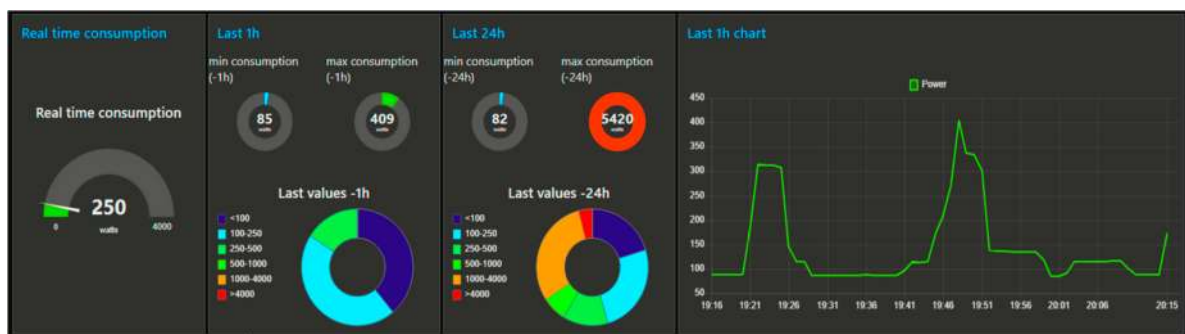 Real time consumption
Real time consumption
250
watts
0
4000
Last 1h
min consumption
(-1h)
max consumption
(-1h)
85
watts
409
watts
Last values -1h
<100
100-250
250-500
500-1000
1000-4000
>4000
Last 24h
min consumption
(-24h)
max consumption
(-24h)
82
watts
5420
watts
Last values -24h
<100
100-250
250-500
500-1000
1000-4000
>4000
Last 1h chart
Power
450
400
350
300
250
200
150
100
50
19:16 19:21 19:26 19:31 19:36 19:41 19:46 19:51 19:56 20:01 20:06 20:15